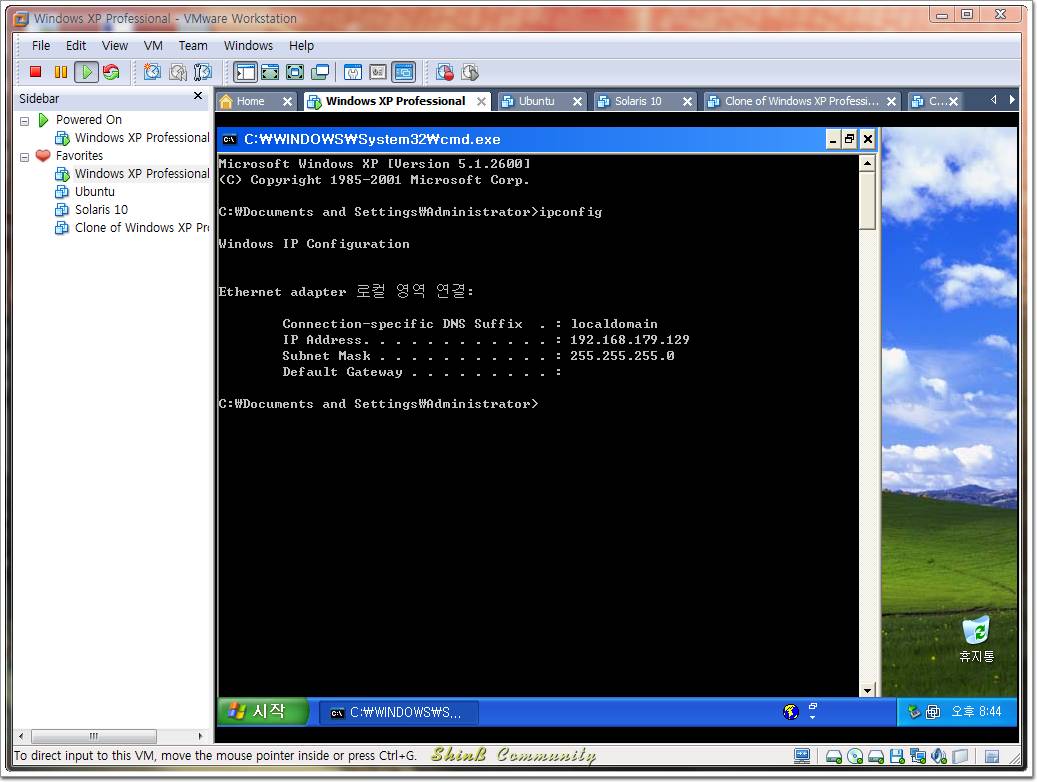 Windows XP Professional - VMware Workstation
File Edit View VM Team Windows Help
Sidebar
Powered On
Windows XP Professional
Favorites
Windows XP Professional
Ubuntu
Solaris 10
Clone of Windows XP Pr
Home
Windows XP Professional
Ubuntu
Solaris 10
Clone of Windows XP Professi...
C...
C:₩WINDOWS₩System32₩cmd.exe
Microsoft Windows XP [Version 5.1.2600]
(C) Copyright 1985-2001 Microsoft Corp.
C:₩Documents and Settings₩Administrator>ipconfig
Windows IP Configuration
Ethernet adapter 로컬 영역 연결:
Connection-specific DNS Suffix . : localdomain
IP Address. . . . . . . . . . . . : 192.168.179.129
Subnet Mask . . . . . . . . . . . : 255.255.255.0
Default Gateway . . . . . . . . . :
C:₩Documents and Settings₩Administrator>
휴지통
시작
C:₩WINDOWS₩S...
오후 8:44
To direct input to this VM, move the mouse pointer inside or press Ctrl+G.
ShinB Community